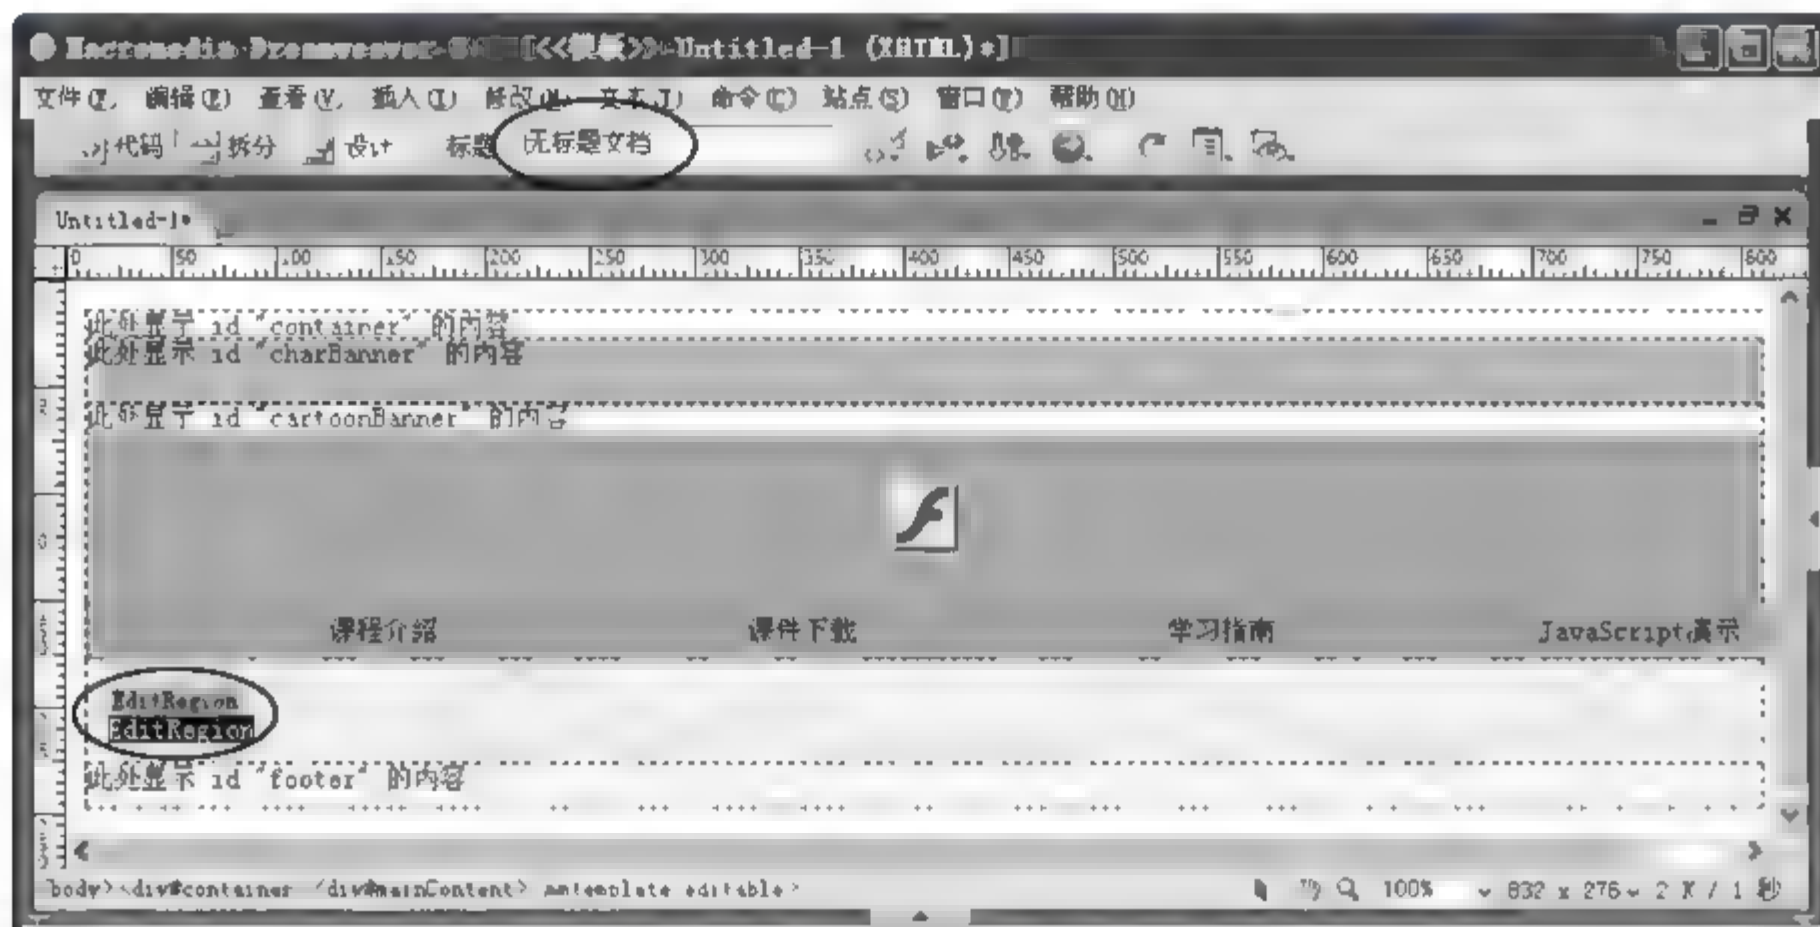 Macromedia Dreamweaver [<<模板>> Untitled-1 (XHTML)*]
文件(F) 编辑(E) 查看(V) 插入(I) 修改(M) 文本(T) 命令(C) 站点(S) 窗口(W) 帮助(H)
代码 拆分 设计 标题 无标题文档
Untitled-1*
0 50 100 150 200 250 300 350 400 450 500 550 600 650 700 750 800
此处显示 id "container" 的内容
此处显示 id "charBanner" 的内容
此处显示 id "cartoonBanner" 的内容
课程介绍 课件下载 学习指南 JavaScript演示
EditRegion
EditRegion
此处显示 id "footer" 的内容
body> <div#container <div#mainContent> mmtemplate editable> 100% 832 x 276 2 K / 1 秒